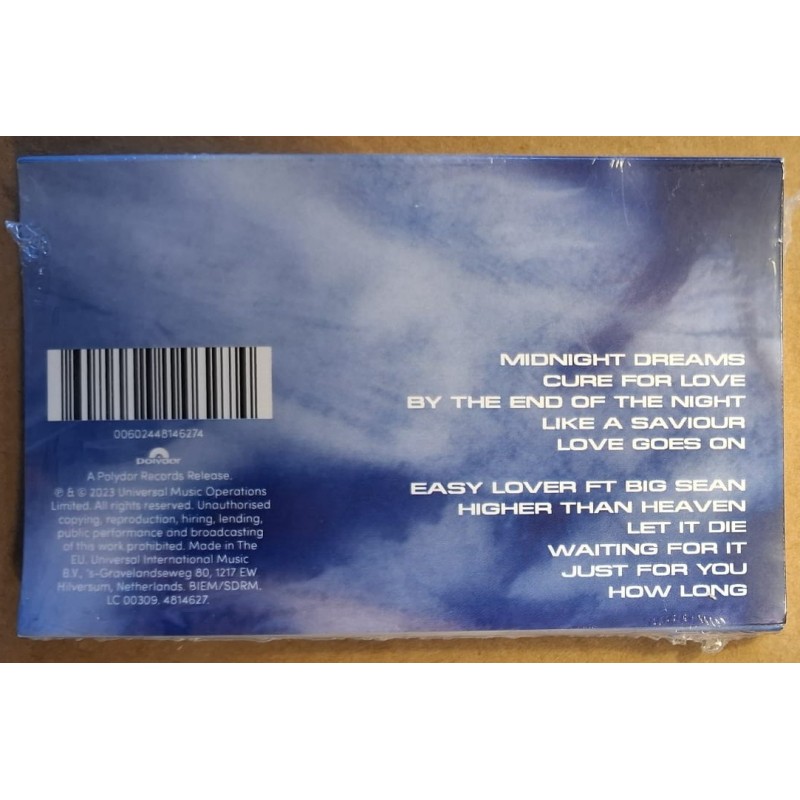 MIDNIGHT DREAMS
CURE FOR LOVE
BY THE END OF THE NIGHT
LIKE A SAVIOUR
LOVE GOES ON
EASY LOVER FT BIG SEAN
HIGHER THAN HEAVEN
LET IT DIE
WAITING FOR IT
JUST FOR YOU
HOW LONG
00602448146274
polydor
A Polydor Records Release.
℗ & © 2023 Universal Music Operations
Limited. All rights reserved. Unauthorised
copying, reproduction, hiring, lending,
public performance and broadcasting
of this work prohibited. Made in The
EU. Universal International Music
B.V., 's-Gravelandseweg 80, 1217 EW
Hilversum, Netherlands. BIEM/SDRM.
LC 00309. 4814627.